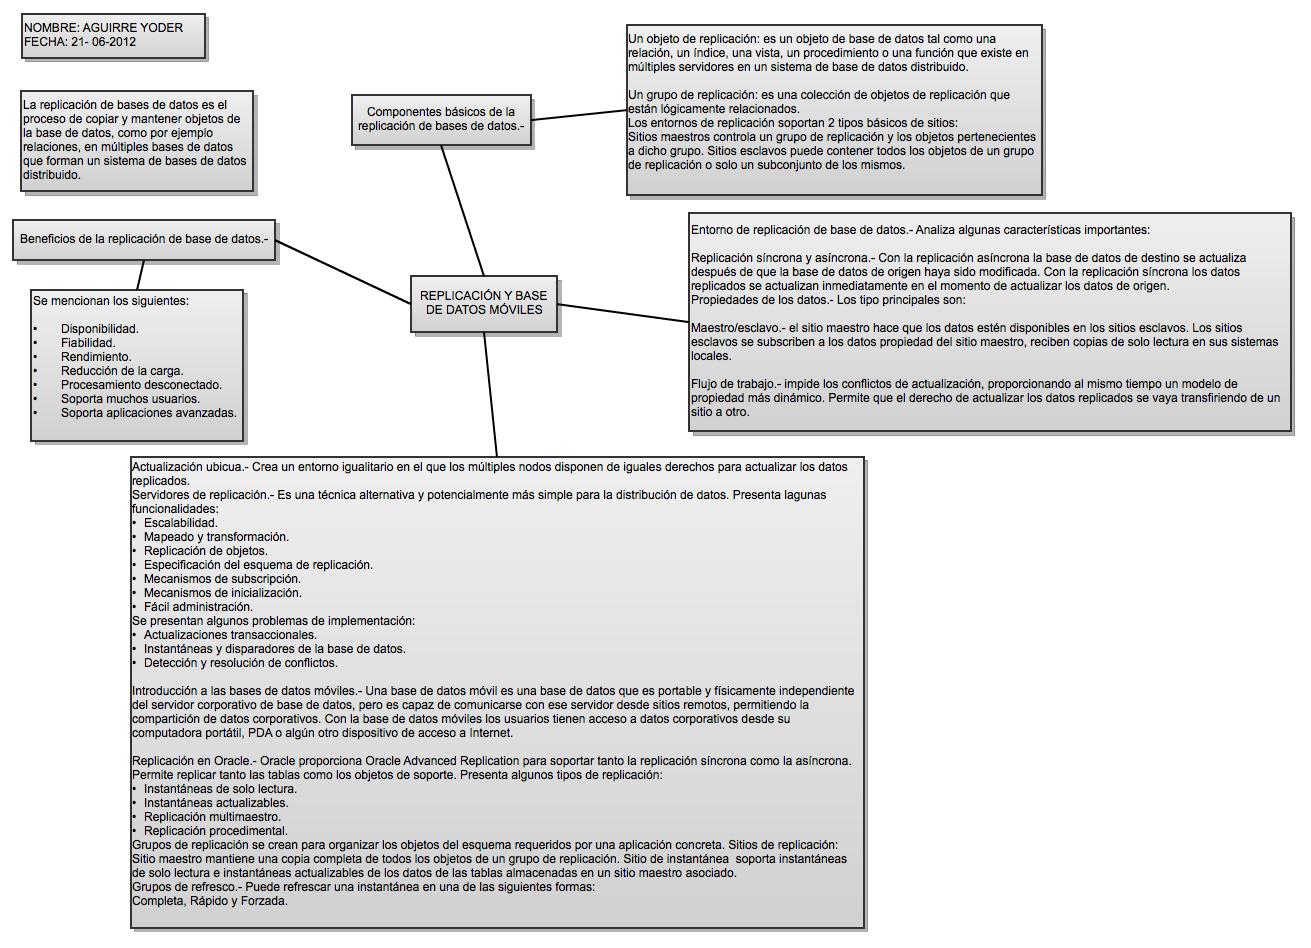 NOMBRE: AGUIRRE YODER
FECHA: 21- 06-2012
La replicación de bases de datos es el
proceso de copiar y mantener objetos de
la base de datos, como por ejemplo
relaciones, en múltiples bases de datos
que forman un sistema de bases de datos
distribuido.
Componentes básicos de la
replicación de bases de datos.-
Un objeto de replicación: es un objeto de base de datos tal como una
relación, un índice, una vista, un procedimiento o una función que existe en
múltiples servidores en un sistema de base de datos distribuido.
Un grupo de replicación: es una colección de objetos de replicación que
están lógicamente relacionados.
Los entornos de replicación soportan 2 tipos básicos de sitios:
Sitios maestros controla un grupo de replicación y los objetos pertenecientes
a dicho grupo. Sitios esclavos puede contener todos los objetos de un grupo
de replicación o solo un subconjunto de los mismos.
Beneficios de la replicación de base de datos.-
Se mencionan los siguientes:
• Disponibilidad.
• Fiabilidad.
• Rendimiento.
• Reducción de la carga.
• Procesamiento desconectado.
• Soporta muchos usuarios.
• Soporta aplicaciones avanzadas.
REPLICACIÓN Y BASE
DE DATOS MÓVILES
Entorno de replicación de base de datos.- Analiza algunas características importantes:
Replicación síncrona y asíncrona.- Con la replicación asíncrona la base de datos de destino se actualiza
después de que la base de datos de origen haya sido modificada. Con la replicación síncrona los datos
replicados se actualizan inmediatamente en el momento de actualizar los datos de origen.
Propiedades de los datos.- Los tipo principales son:
Maestro/esclavo.- el sitio maestro hace que los datos estén disponibles en los sitios esclavos. Los sitios
esclavos se subscriben a los datos propiedad del sitio maestro, reciben copias de solo lectura en sus sistemas
locales.
Flujo de trabajo.- impide los conflictos de actualización, proporcionando al mismo tiempo un modelo de
propiedad más dinámico. Permite que el derecho de actualizar los datos replicados se vaya transfiriendo de un
sitio a otro.
Actualización ubicua.- Crea un entorno igualitario en el que los múltiples nodos disponen de iguales derechos para actualizar los datos
replicados.
Servidores de replicación.- Es una técnica alternativa y potencialmente más simple para la distribución de datos. Presenta lagunas
funcionalidades:
• Escalabilidad.
• Mapeado y transformación.
• Replicación de objetos.
• Especificación del esquema de replicación.
• Mecanismos de subscripción.
• Mecanismos de inicialización.
• Fácil administración.
Se presentan algunos problemas de implementación:
• Actualizaciones transaccionales.
• Instantáneas y disparadores de la base de datos.
• Detección y resolución de conflictos.
Introducción a las bases de datos móviles.- Una base de datos móvil es una base de datos que es portable y físicamente independiente
del servidor corporativo de base de datos, pero es capaz de comunicarse con ese servidor desde sitios remotos, permitiendo la
compartición de datos corporativos. Con la base de datos móviles los usuarios tienen acceso a datos corporativos desde su
computadora portátil, PDA o algún otro dispositivo de acceso a Internet.
Replicación en Oracle.- Oracle proporciona Oracle Advanced Replication para soportar tanto la replicación síncrona como la asíncrona.
Permite replicar tanto las tablas como los objetos de soporte. Presenta algunos tipos de replicación:
• Instantáneas de solo lectura.
• Instantáneas actualizables.
• Replicación multimaestro.
• Replicación procedimental.
Grupos de replicación se crean para organizar los objetos del esquema requeridos por una aplicación concreta. Sitios de replicación:
Sitio maestro mantiene una copia completa de todos los objetos de un grupo de replicación. Sitio de instantánea soporta instantáneas
de solo lectura e instantáneas actualizables de los datos de las tablas almacenadas en un sitio maestro asociado.
Grupos de refresco.- Puede refrescar una instantánea en una de las siguientes formas:
Completa, Rápido y Forzada.